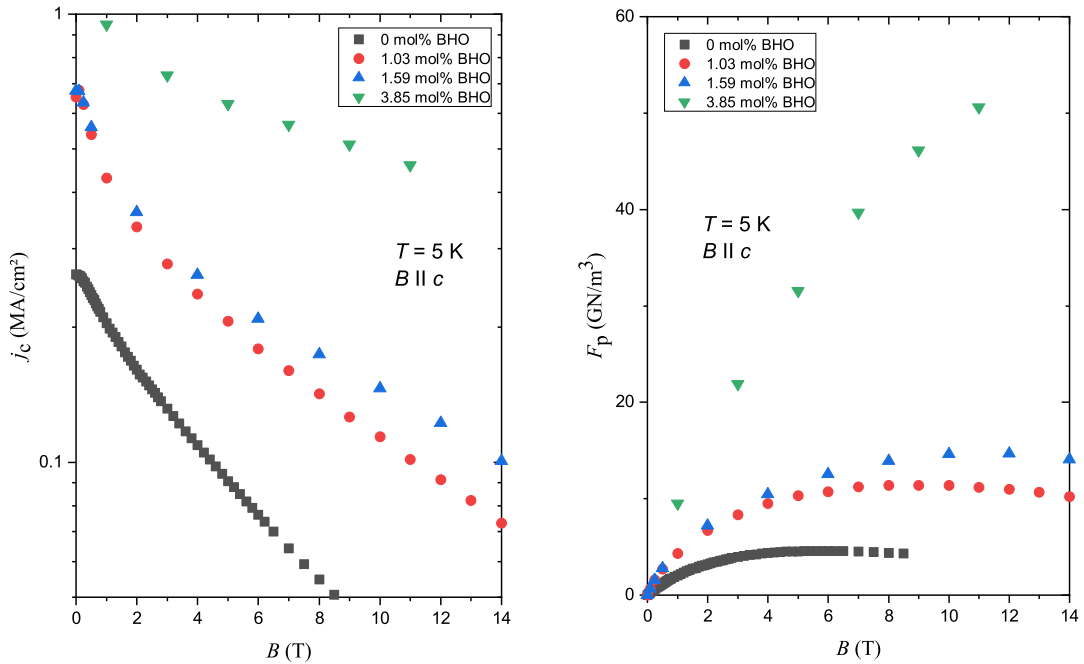 1
0.1
j_c (MA/cm²)
0 mol% BHO
1.03 mol% BHO
1.59 mol% BHO
3.85 mol% BHO
T = 5 K
B II c
0 2 4 6 8 10 12 14
B (T)
60
40
20
0
F_p (GN/m³)
0 mol% BHO
1.03 mol% BHO
1.59 mol% BHO
3.85 mol% BHO
T = 5 K
B II c
0 2 4 6 8 10 12 14
B (T)